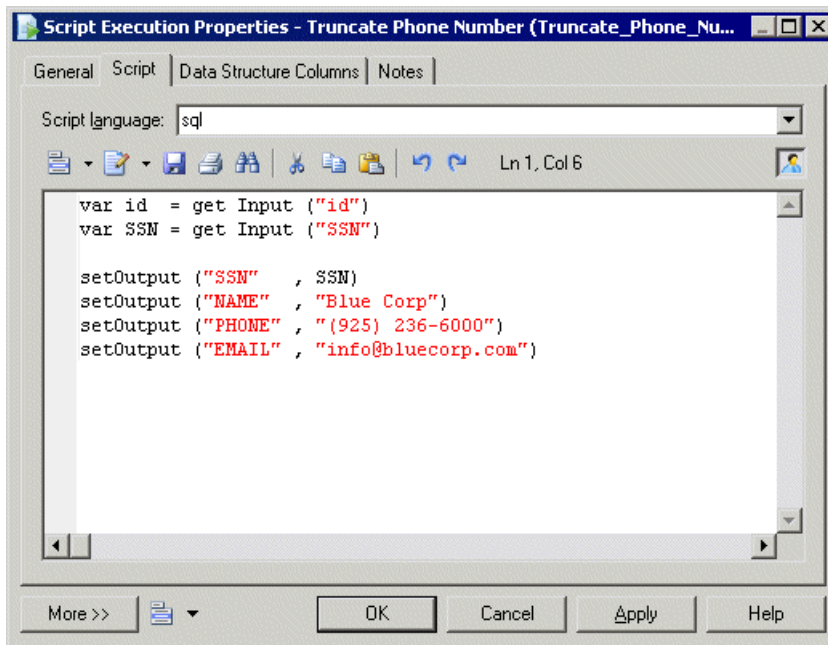 Script Execution Properties - Truncate Phone Number (Truncate_Phone_Nu...
General Script Data Structure Columns Notes
Script language: sql
Ln 1, Col 6
var id = get Input ("id")
var SSN = get Input ("SSN")
setOutput ("SSN" , SSN)
setOutput ("NAME" , "Blue Corp")
setOutput ("PHONE" , "(925) 236-6000")
setOutput ("EMAIL" , "info@bluecorp.com")
More >> OK Cancel Apply Help